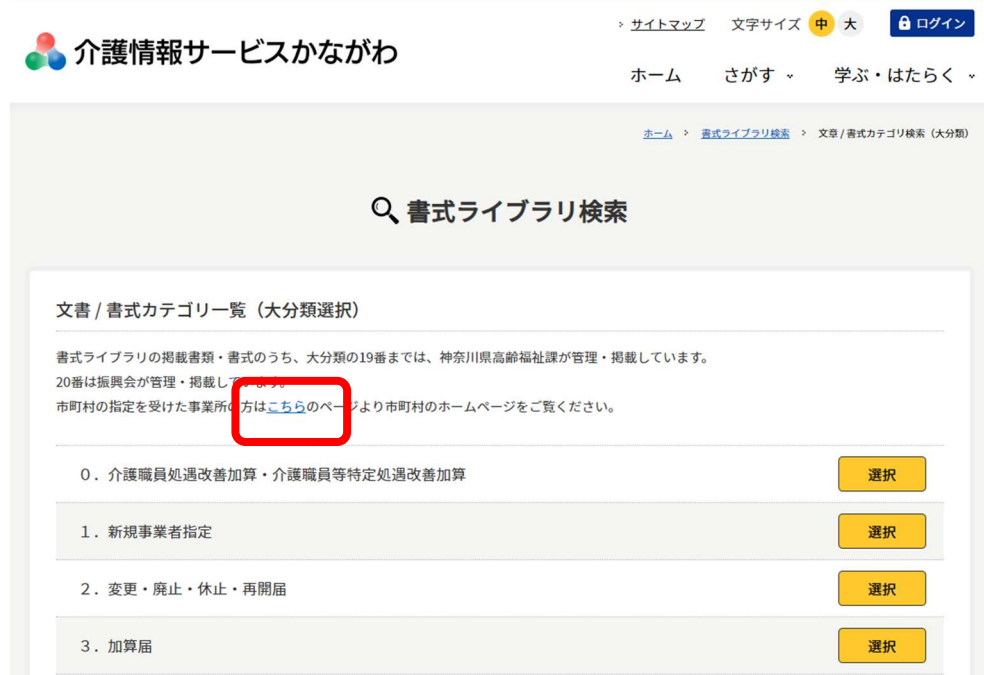 サイトマップ 文字サイズ 中 大 ログイン
介護情報サービスかながわ
ホーム さがす 学ぶ・はたらく
ホーム > 書式ライブラリ検索 > 文章 / 書式カテゴリ検索（大分類）
書式ライブラリ検索
文書 / 書式カテゴリ一覧（大分類選択）
書式ライブラリの掲載書類・書式のうち、大分類の19番までは、神奈川県高齢福祉課が管理・掲載しています。
20番は振興会が管理・掲載しています。
市町村の指定を受けた事業所の方はこちらのページより市町村のホームページをご覧ください。
０．介護職員処遇改善加算・介護職員等特定処遇改善加算 選択
１．新規事業者指定 選択
２．変更・廃止・休止・再開届 選択
３．加算届 選択